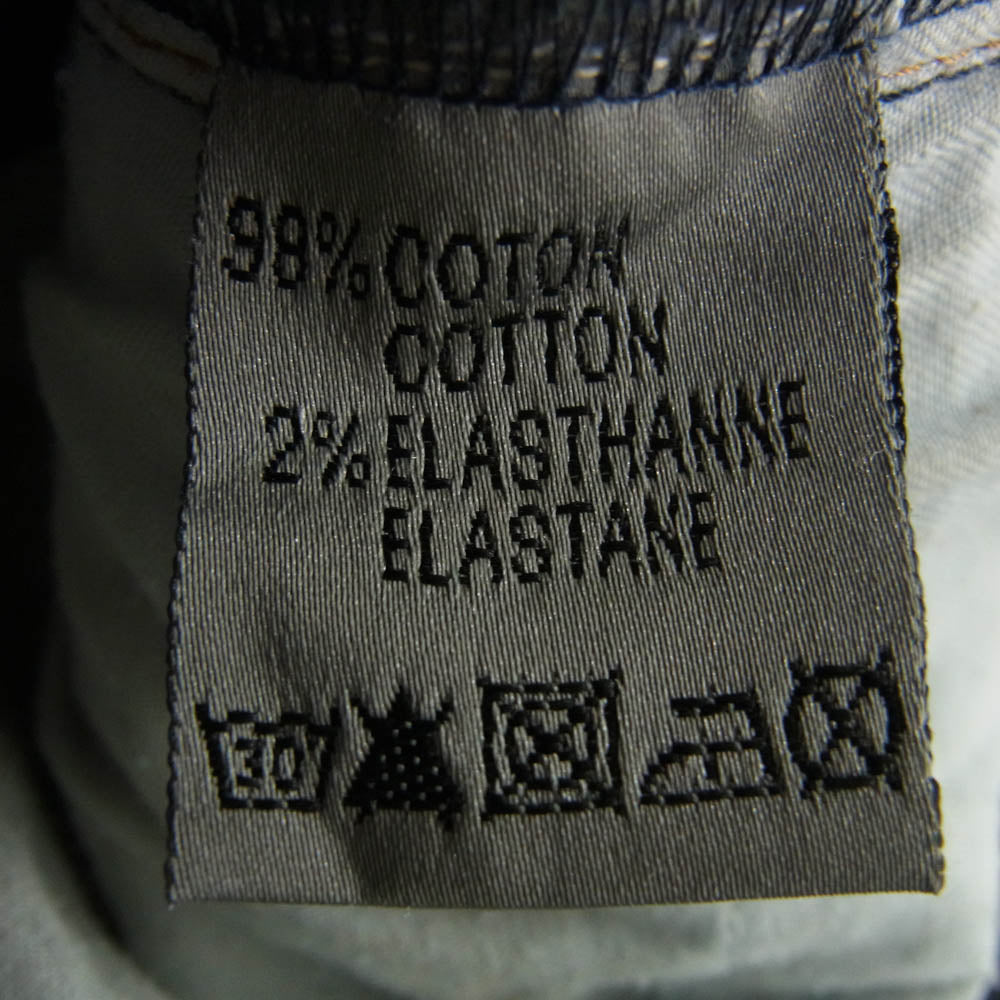 98% COTON
COTTON
2% ELASTHANNE
ELASTANE
30